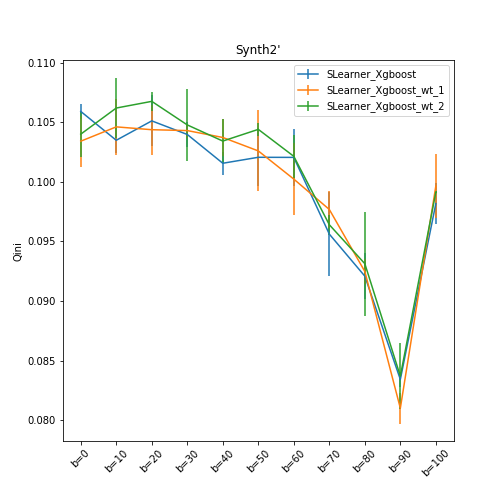 Synth2'
SLearner_Xgboost
SLearner_Xgboost_wt_1
SLearner_Xgboost_wt_2
Qini
0.110
0.105
0.100
0.095
0.090
0.085
0.080
b=0
b=10
b=20
b=30
b=40
b=50
b=60
b=70
b=80
b=90
b=100